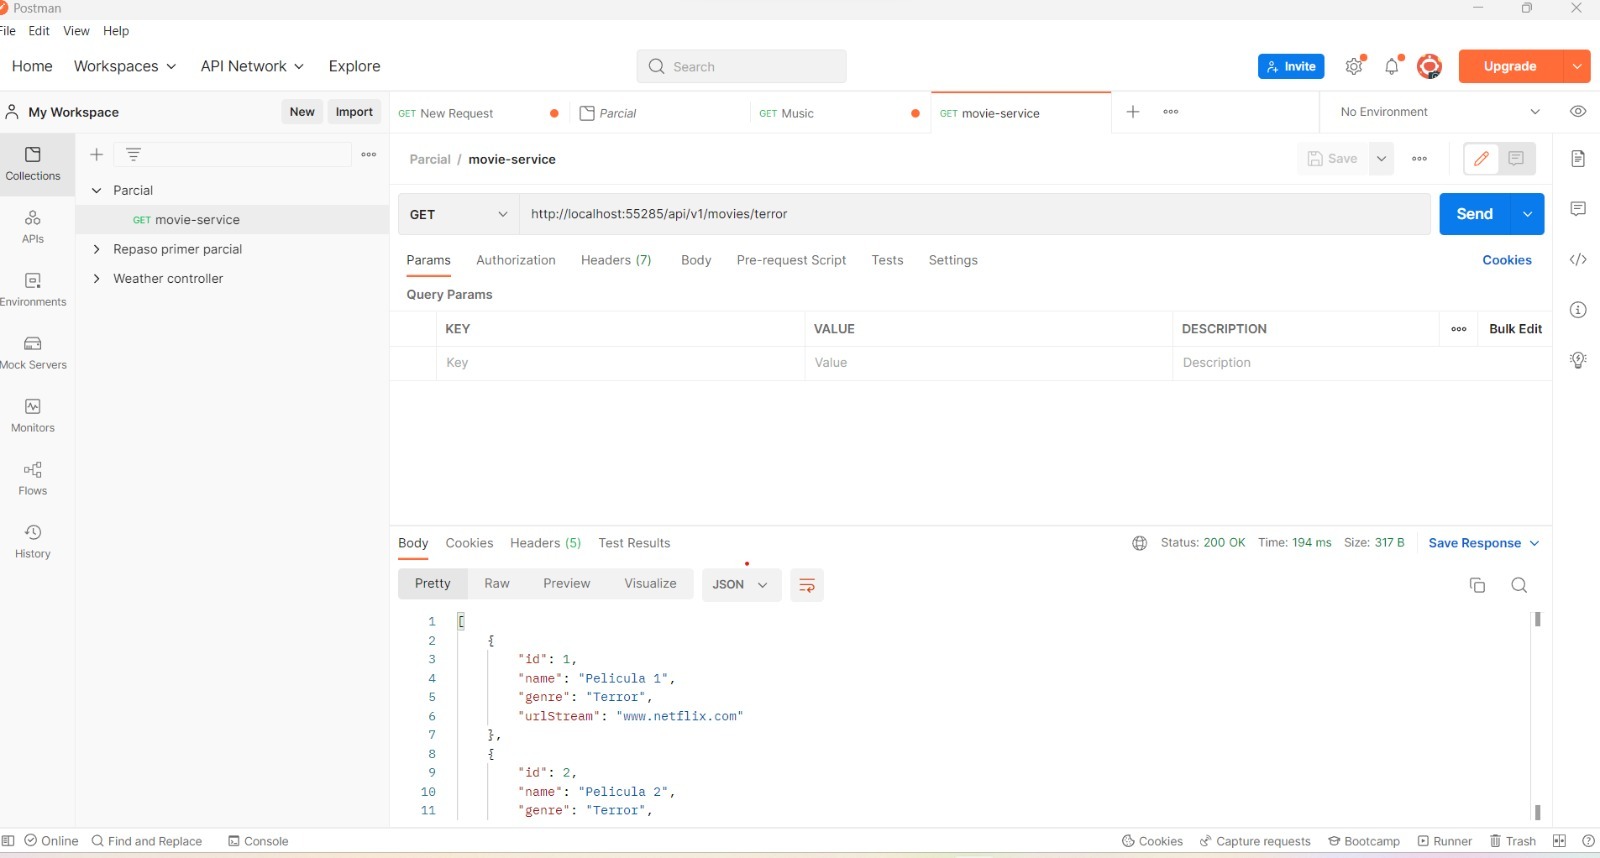 Postman
File Edit View Help
Home Workspaces API Network Explore Search Invite Upgrade
My Workspace New Import GET New Request Parcial GET Music GET movie-service No Environment
Parcial / movie-service Save
Collections
Parcial
GET movie-service
Repaso primer parcial
Weather controller
APIs
Environments
Mock Servers
Monitors
Flows
History
GET http://localhost:55285/api/v1/movies/terror Send
Params Authorization Headers (7) Body Pre-request Script Tests Settings Cookies
Query Params
KEY VALUE DESCRIPTION Bulk Edit
Key Value Description
Body Cookies Headers (5) Test Results Status: 200 OK Time: 194 ms Size: 317 B Save Response
Pretty Raw Preview Visualize JSON
1 [
2 {
3 "id": 1,
4 "name": "Pelicula 1",
5 "genre": "Terror",
6 "urlStream": "www.netflix.com"
7 },
8 {
9 "id": 2,
10 "name": "Pelicula 2",
11 "genre": "Terror",
Online Find and Replace Console Cookies Capture requests Bootcamp Runner Trash